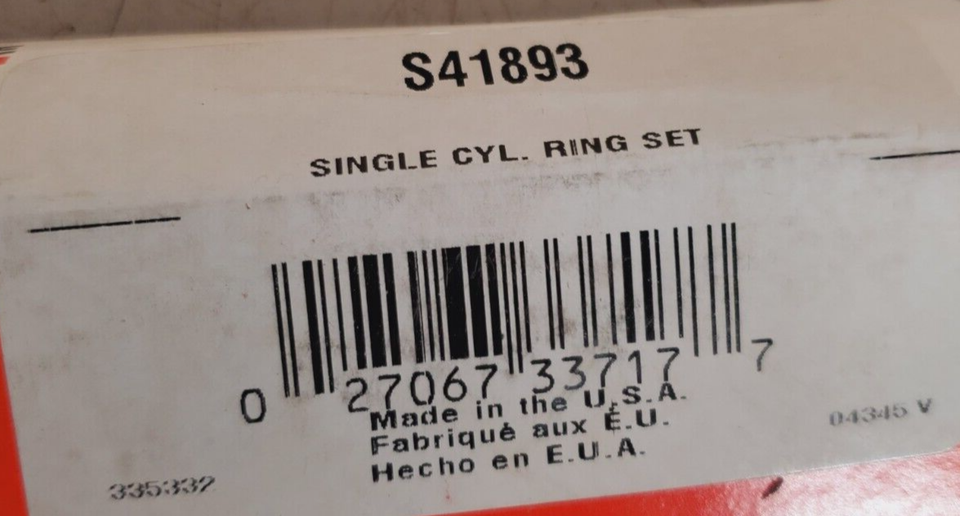 S41893
SINGLE CYL. RING SET
0 27067 33717 7
Made in the U.S.A.
Fabriqué aux É.U.
Hecho en E.U.A.
04345 V
335332